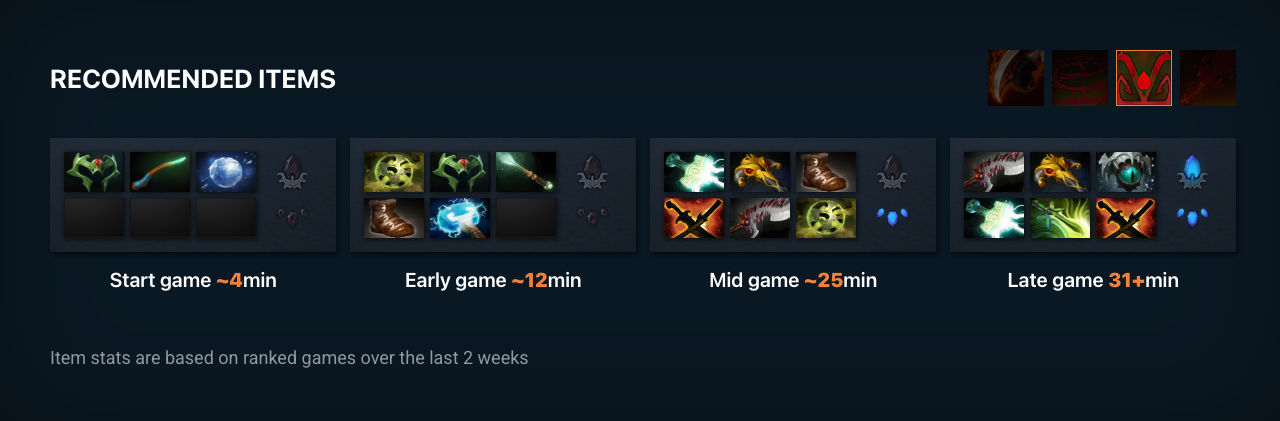 RECOMMENDED ITEMS
Start game ~4min
Early game ~12min
Mid game ~25min
Late game 31+min
Item stats are based on ranked games over the last 2 weeks